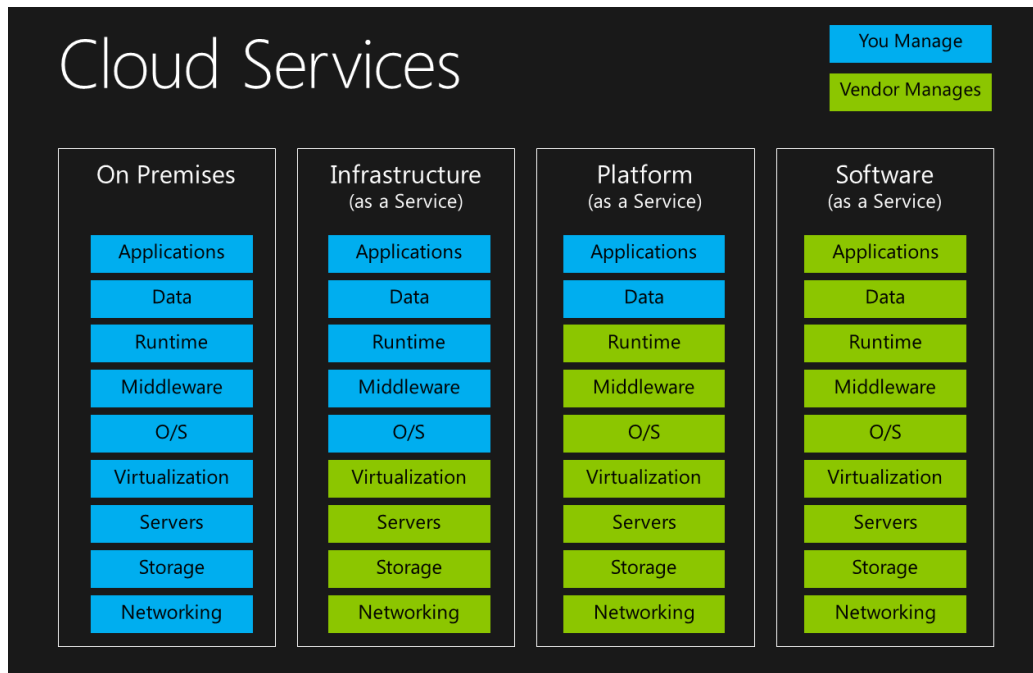 Cloud Services
You Manage
Vendor Manages
On Premises
Applications
Data
Runtime
Middleware
O/S
Virtualization
Servers
Storage
Networking
Infrastructure
(as a Service)
Applications
Data
Runtime
Middleware
O/S
Virtualization
Servers
Storage
Networking
Platform
(as a Service)
Applications
Data
Runtime
Middleware
O/S
Virtualization
Servers
Storage
Networking
Software
(as a Service)
Applications
Data
Runtime
Middleware
O/S
Virtualization
Servers
Storage
Networking